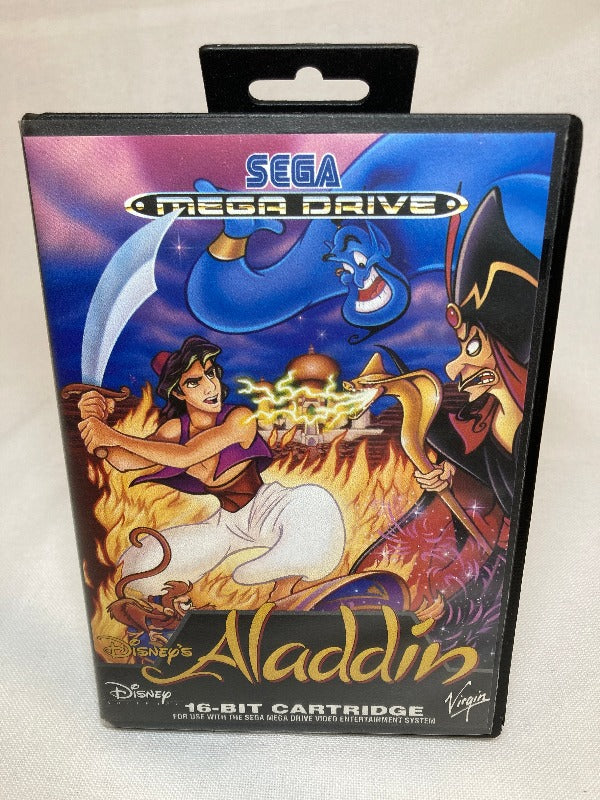 SEGA
MEGA DRIVE
DISNEY'S Aladdin
DISNEY
16-BIT CARTRIDGE
Virgin
FOR USE WITH THE SEGA MEGA DRIVE VIDEO ENTERTAINMENT SYSTEM